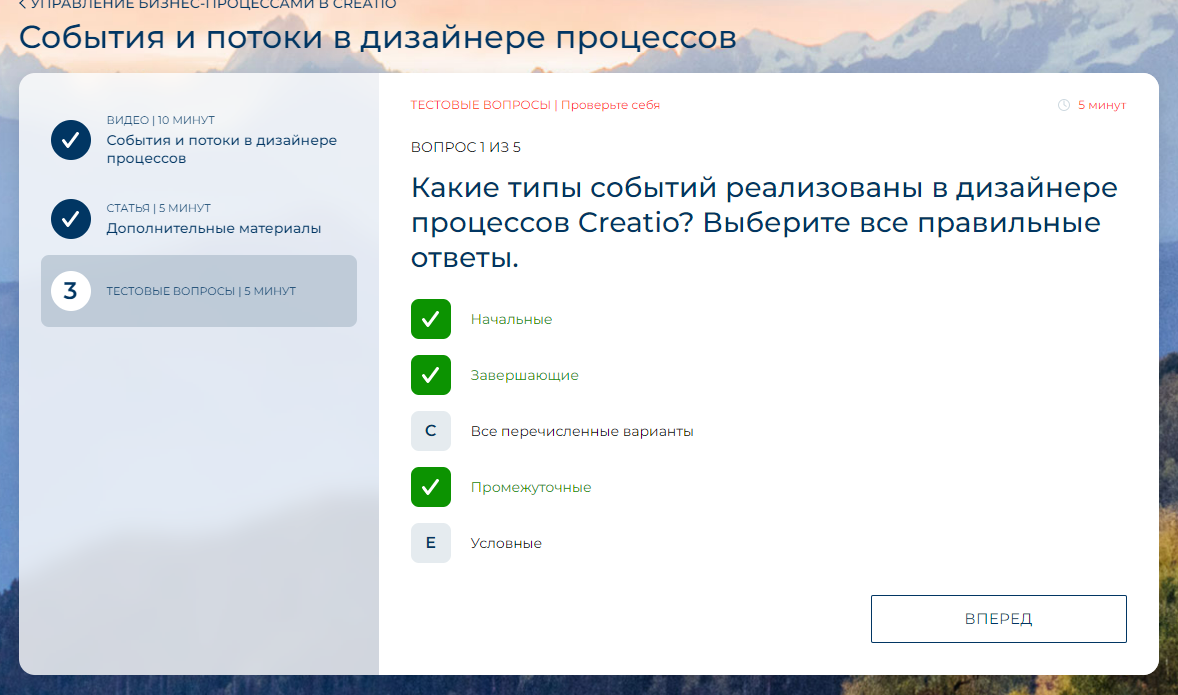 УПРАВЛЕНИЕ БИЗНЕС-ПРОЦЕССАМИ В CREATIO
События и потоки в дизайнере процессов
ВИДЕО | 10 МИНУТ
События и потоки в дизайнере
процессов
СТАТЬЯ | 5 МИНУТ
Дополнительные материалы
3
ТЕСТОВЫЕ ВОПРОСЫ | 5 МИНУТ
ТЕСТОВЫЕ ВОПРОСЫ | Проверьте себя
5 минут
ВОПРОС 1 ИЗ 5
Какие типы событий реализованы в дизайнере
процессов Creatio? Выберите все правильные
ответы.
Начальные
Завершающие
C Все перечисленные варианты
Промежуточные
E Условные
ВПЕРЕД